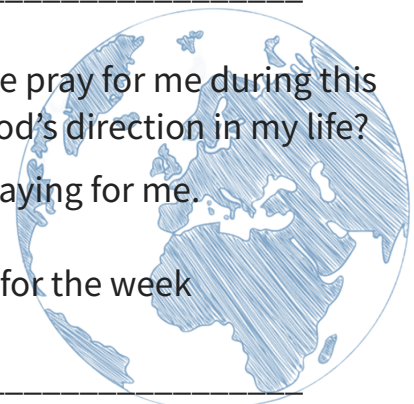 e pray for me during this
od’s direction in my life?
aying for me.
for the week